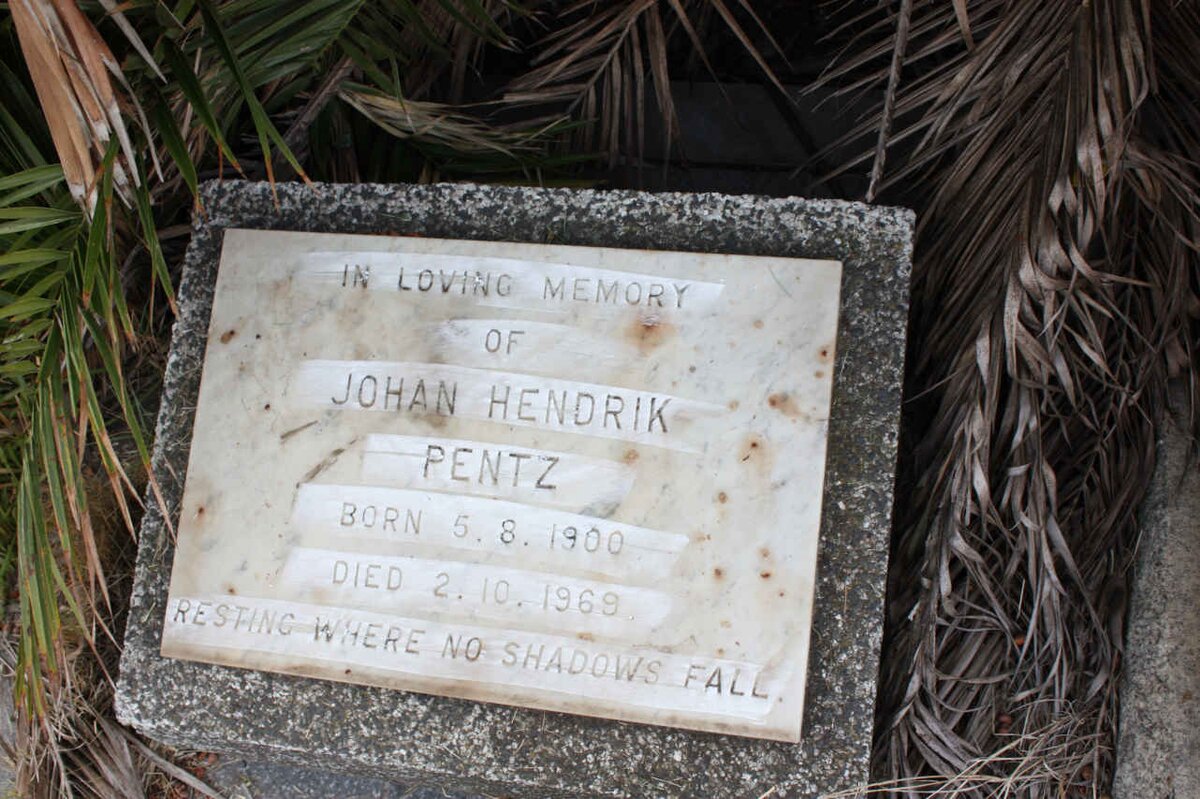 IN LOVING MEMORY
OF
JOHAN HENDRIK
PENTZ
BORN 5.8.1900
DIED 2.10.1969
RESTING WHERE NO SHADOWS FALL.